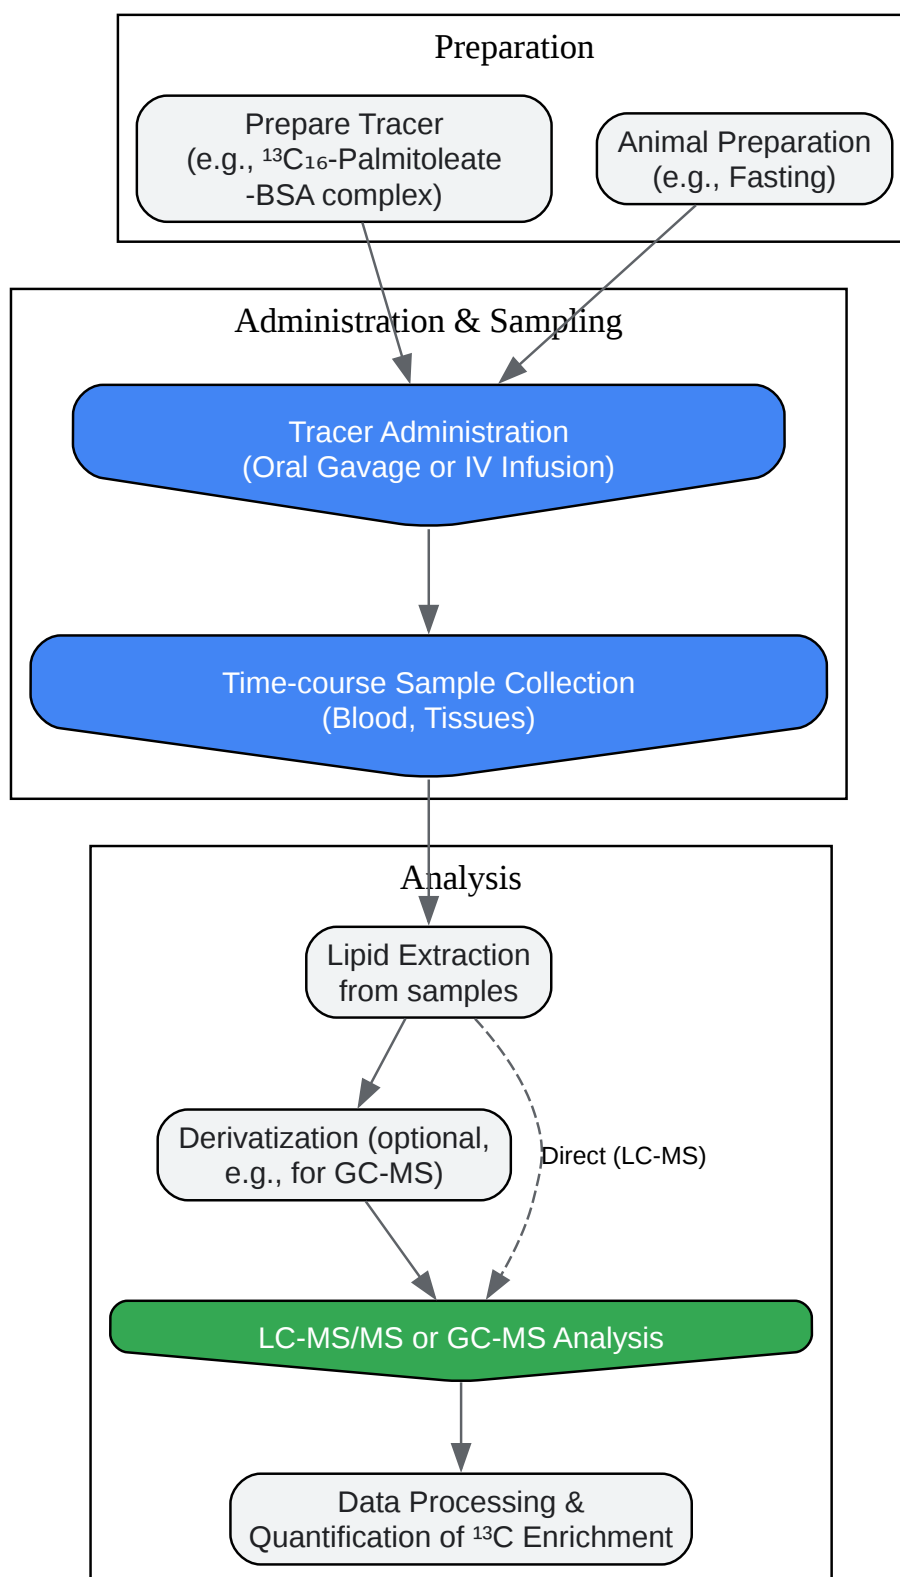 Preparation
Prepare Tracer
(e.g., ¹³C₁₆-Palmitoleate
-BSA complex)
Animal Preparation
(e.g., Fasting)
Administration & Sampling
Tracer Administration
(Oral Gavage or IV Infusion)
Time-course Sample Collection
(Blood, Tissues)
Analysis
Lipid Extraction
from samples
Derivatization (optional,
e.g., for GC-MS)
Direct (LC-MS)
LC-MS/MS or GC-MS Analysis
Data Processing &
Quantification of ¹³C Enrichment